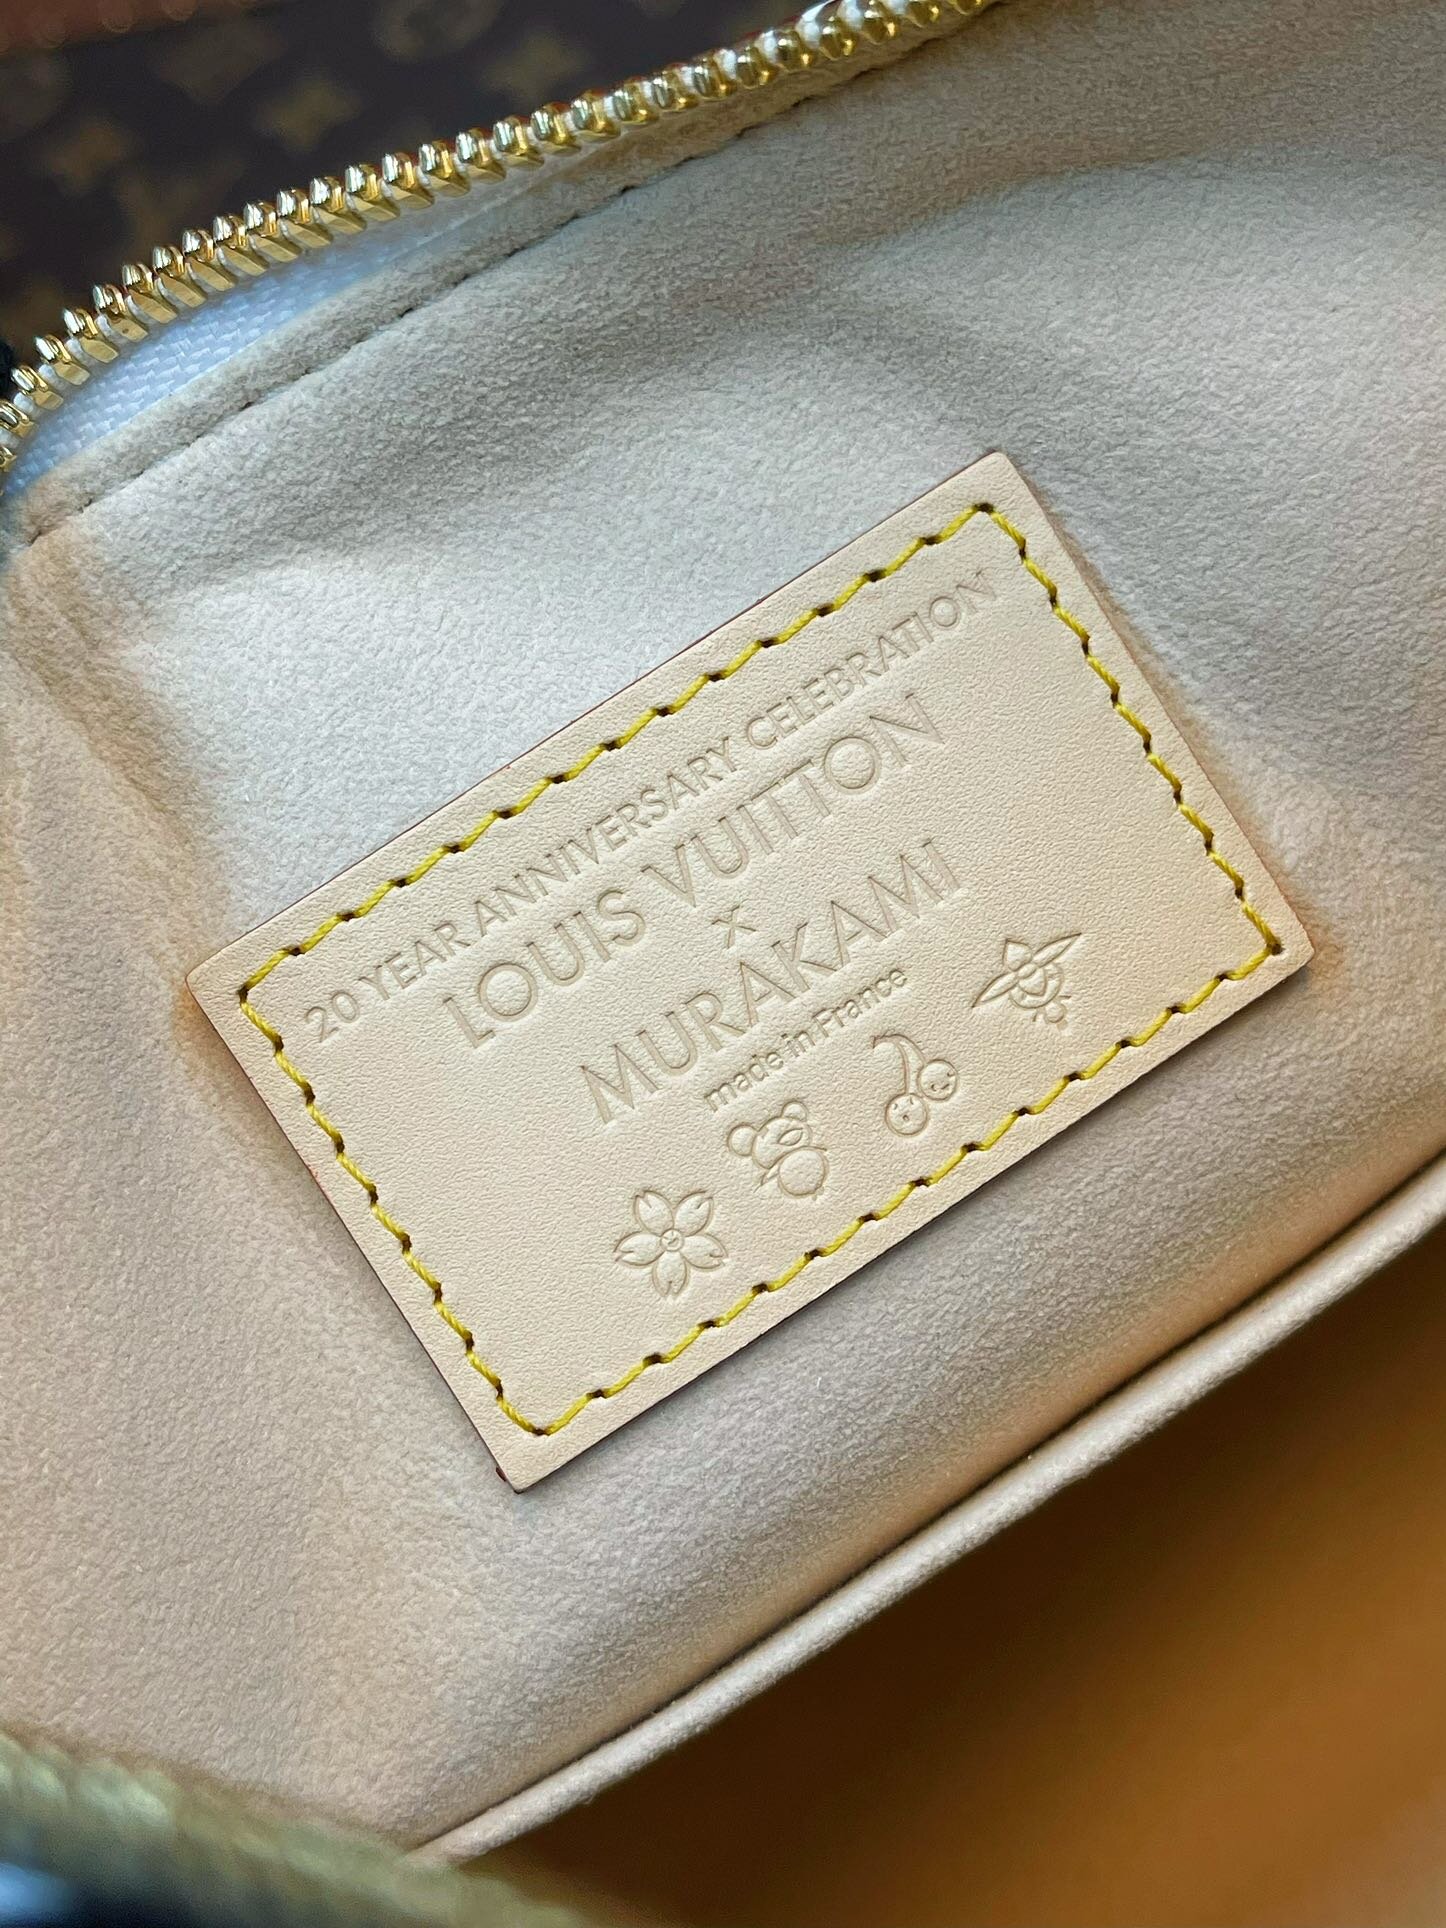 20 YEAR ANNIVERSARY CELEBRATION
LOUIS VUITTON
x
MURAKAMI
made in France